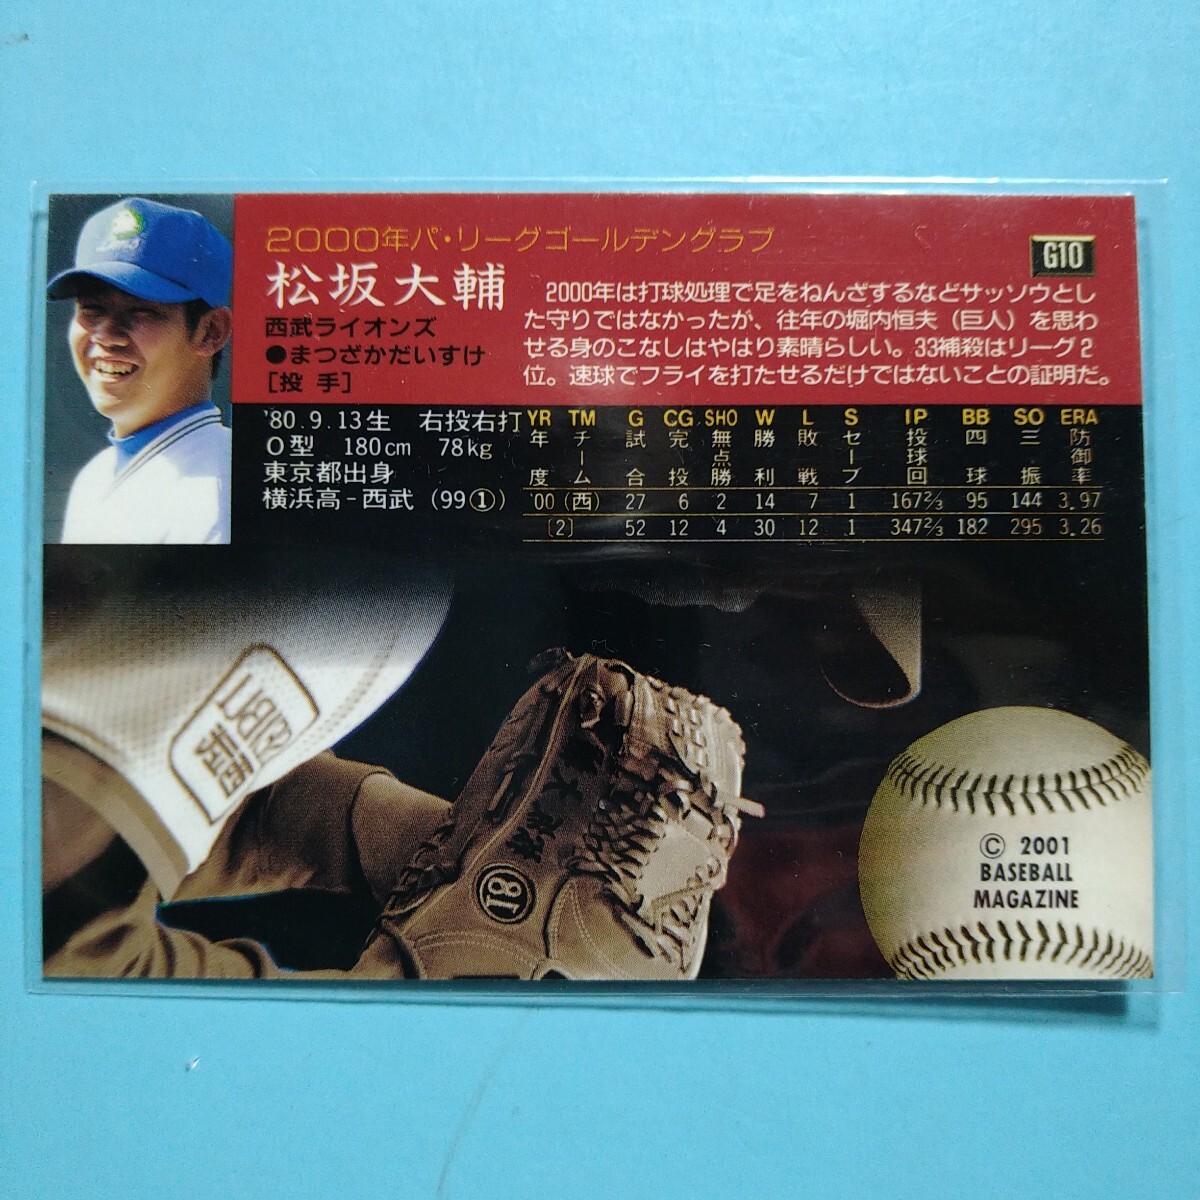 2000年パ・リーグゴールデングラブ
G10
松坂大輔
西武ライオンズ
●まつざかだいすけ
[投 手]
2000年は打球処理で足をねんざするなどサッソウとし
た守りではなかったが、往年の堀内恒夫（巨人）を思わ
せる身のこなしはやはり素晴らしい。33補殺はリーグ2
位。速球でフライを打たせるだけではないことの証明だ。
'80.9.13生 右投右打
O型 180cm 78kg
東京都出身
横浜高-西武 (99①)
YR TM G CG SHO W L S IP BB SO ERA
年度 チーム 試合 完投 無点勝 勝利 敗戦 セーブ 投球回 四球 三振 防御率
'00 (西) 27 6 2 14 7 1 167 2/3 95 144 3.97
[2] 52 12 4 30 12 1 347 2/3 182 295 3.26
18
© 2001
BASEBALL
MAGAZINE